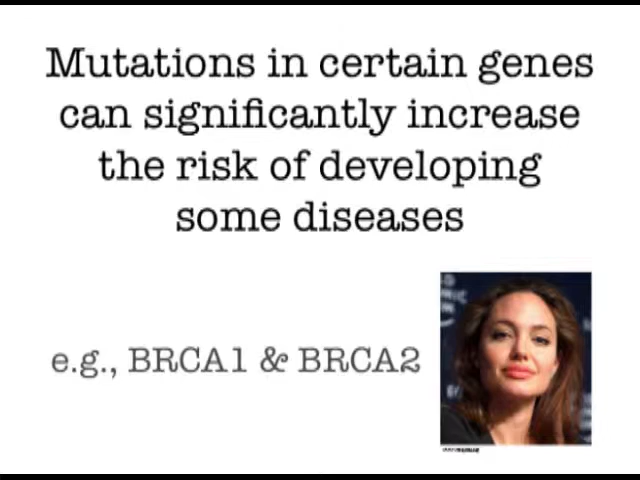 Mutations in certain genes
can significantly increase
the risk of developing
some diseases
e.g., BRCA1 & BRCA2